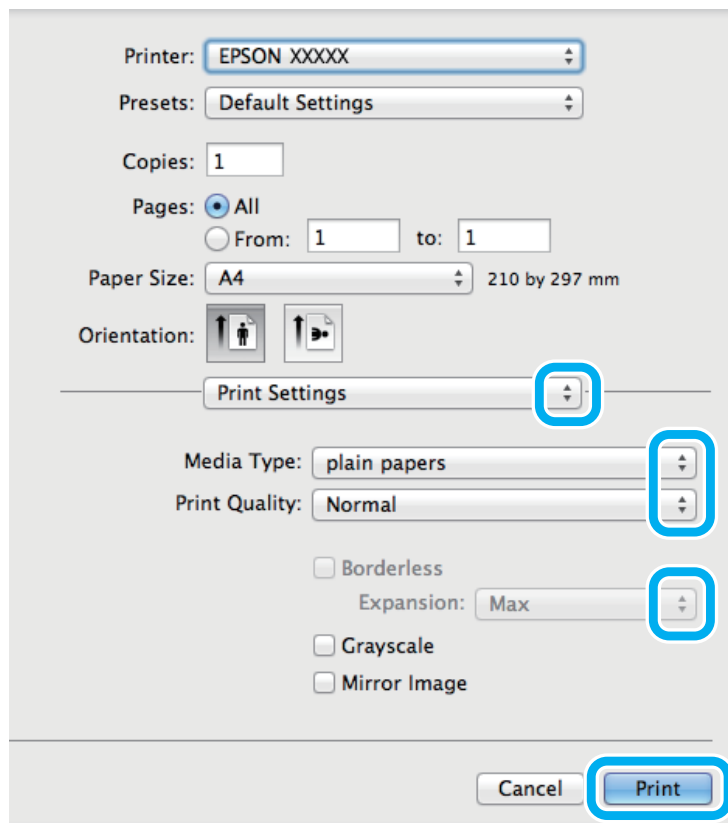 Printer: EPSON XXXXX
Presets: Default Settings
Copies: 1
Pages: All
From: 1 to: 1
Paper Size: A4 210 by 297 mm
Orientation:
Print Settings
Media Type: plain papers
Print Quality: Normal
Borderless
Expansion: Max
Grayscale
Mirror Image
Cancel Print